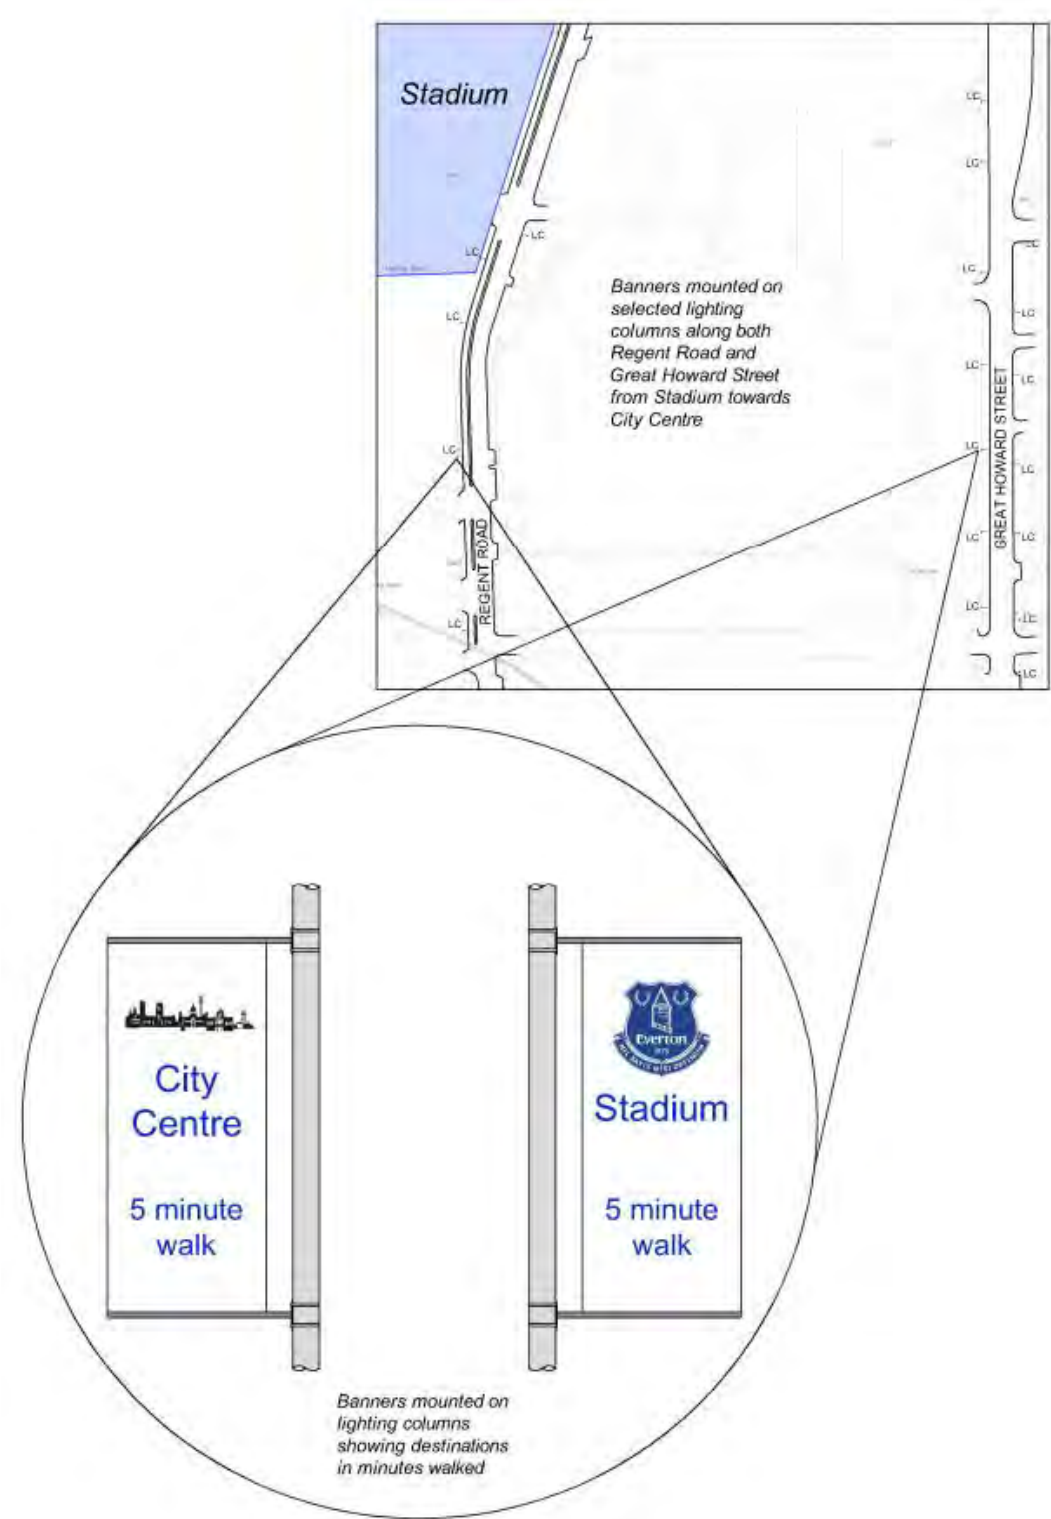 Stadium
LC
LC
LC
LC
LC
LC
LC
Banners mounted on
selected lighting
columns along both
Regent Road and
Great Howard Street
from Stadium towards
City Centre
LC
LC
LC
LC
LC
LC
GREAT HOWARD STREET
LC
LC
LC
REGENT ROAD
LC
LC
LC
LC
City
Centre
5 minute
walk
Everton
Stadium
5 minute
walk
Banners mounted on
lighting columns
showing destinations
in minutes walked